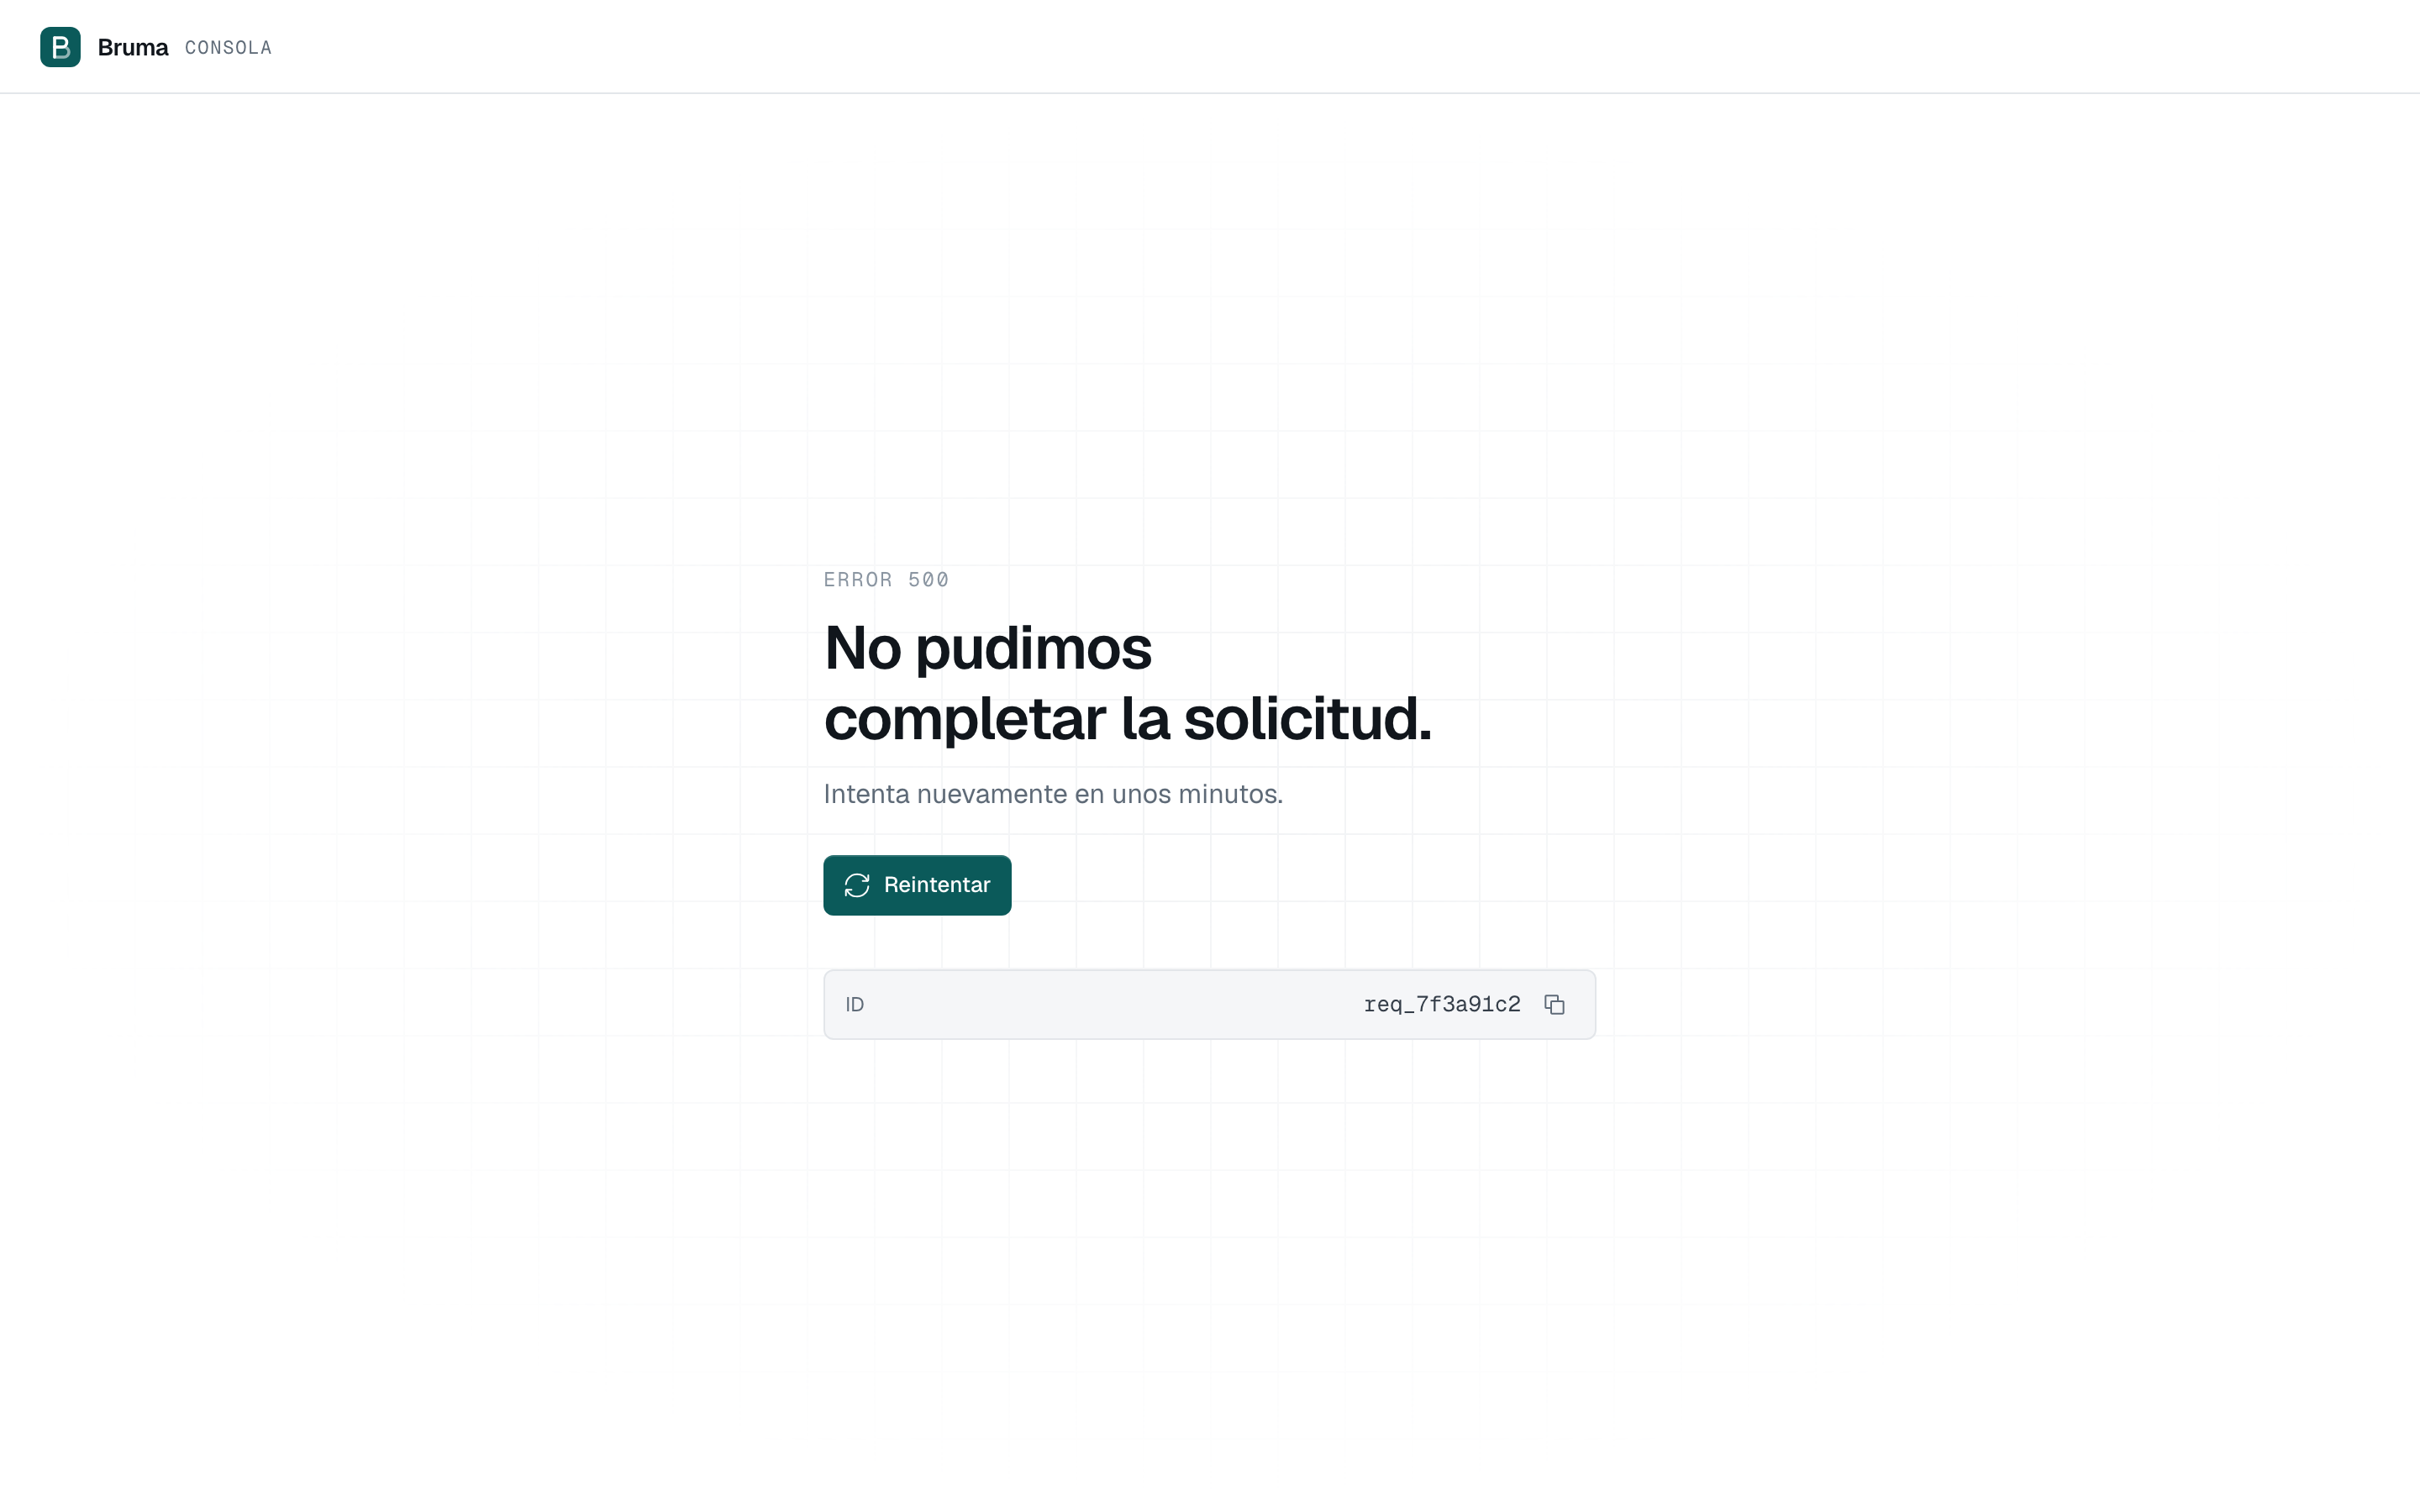 Bruma CONSOLA
ERROR 500
No pudimos
completar la solicitud.
Intenta nuevamente en unos minutos.
Reintentar
ID req_7f3a91c2